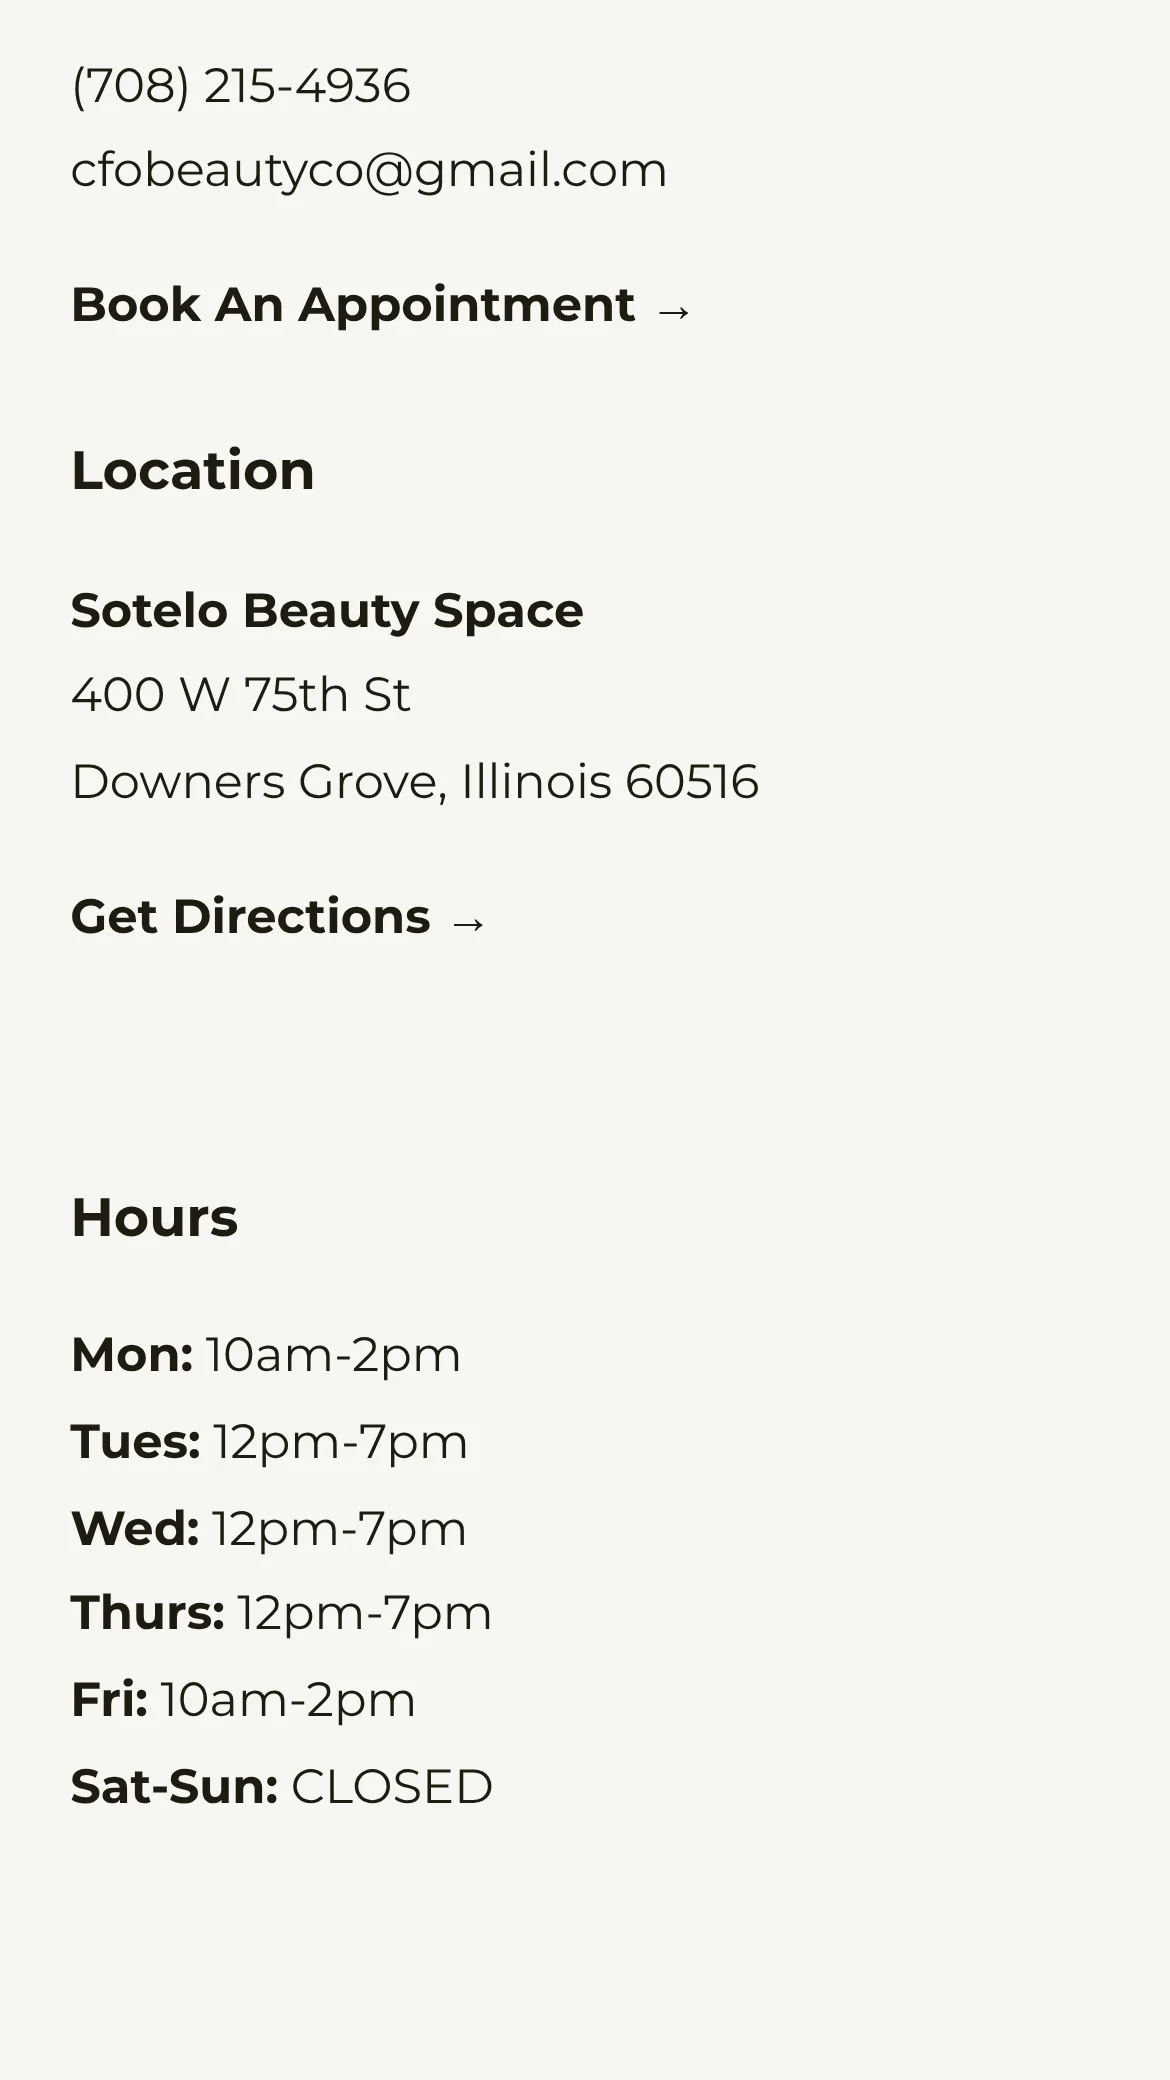 (708) 215-4936
cfobeautyco@gmail.com
Book An Appointment →
Location
Sotelo Beauty Space
400 W 75th St
Downers Grove, Illinois 60516
Get Directions →
Hours
Mon: 10am-2pm
Tues: 12pm-7pm
Wed: 12pm-7pm
Thurs: 12pm-7pm
Fri: 10am-2pm
Sat-Sun: CLOSED